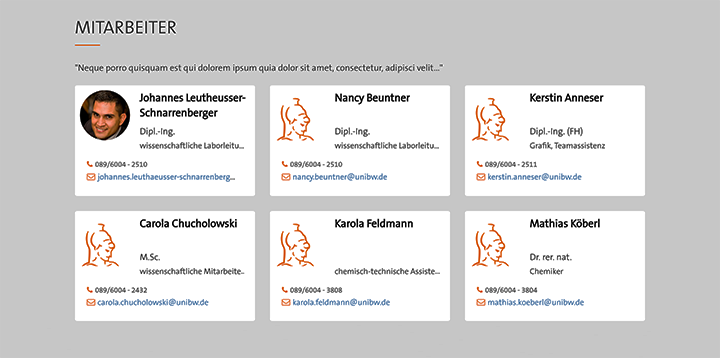 MITARBEITER
"Neque porro quisquam est qui dolorem ipsum quia dolor sit amet, consectetur, adipisci velit..."
Johannes Leutheusser-
Schnarrenberger
Dipl.-Ing.
wissenschaftliche Laborleitu...
089/6004 - 2510
johannes.leuthaeusser-schnarrenberg...
Nancy Beuntner
Dipl.-Ing.
wissenschaftliche Laborleitu...
089/6004 - 2510
nancy.beuntner@unibw.de
Kerstin Anneser
Dipl.-Ing. (FH)
Grafik, Teamassistenz
089/6004 - 2511
kerstin.anneser@unibw.de
Carola Chucholowski
M.Sc.
wissenschaftliche Mitarbeite..
089/6004 - 2432
carola.chucholowski@unibw.de
Karola Feldmann
chemisch-technische Assiste...
089/6004 - 3808
karola.feldmann@unibw.de
Mathias Köberl
Dr. rer. nat.
Chemiker
089/6004 - 3804
mathias.koeberl@unibw.de